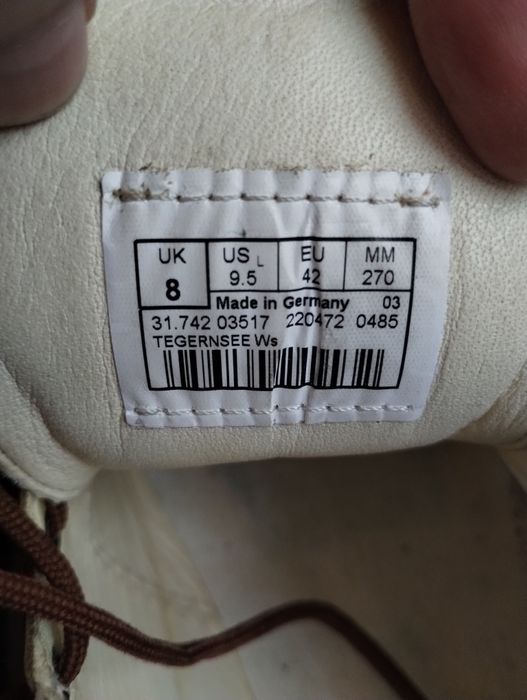 UK US L EU MM
8 9.5 42 270
Made in Germany 03
31.742 03517 220472 0485
TEGERNSEE Ws